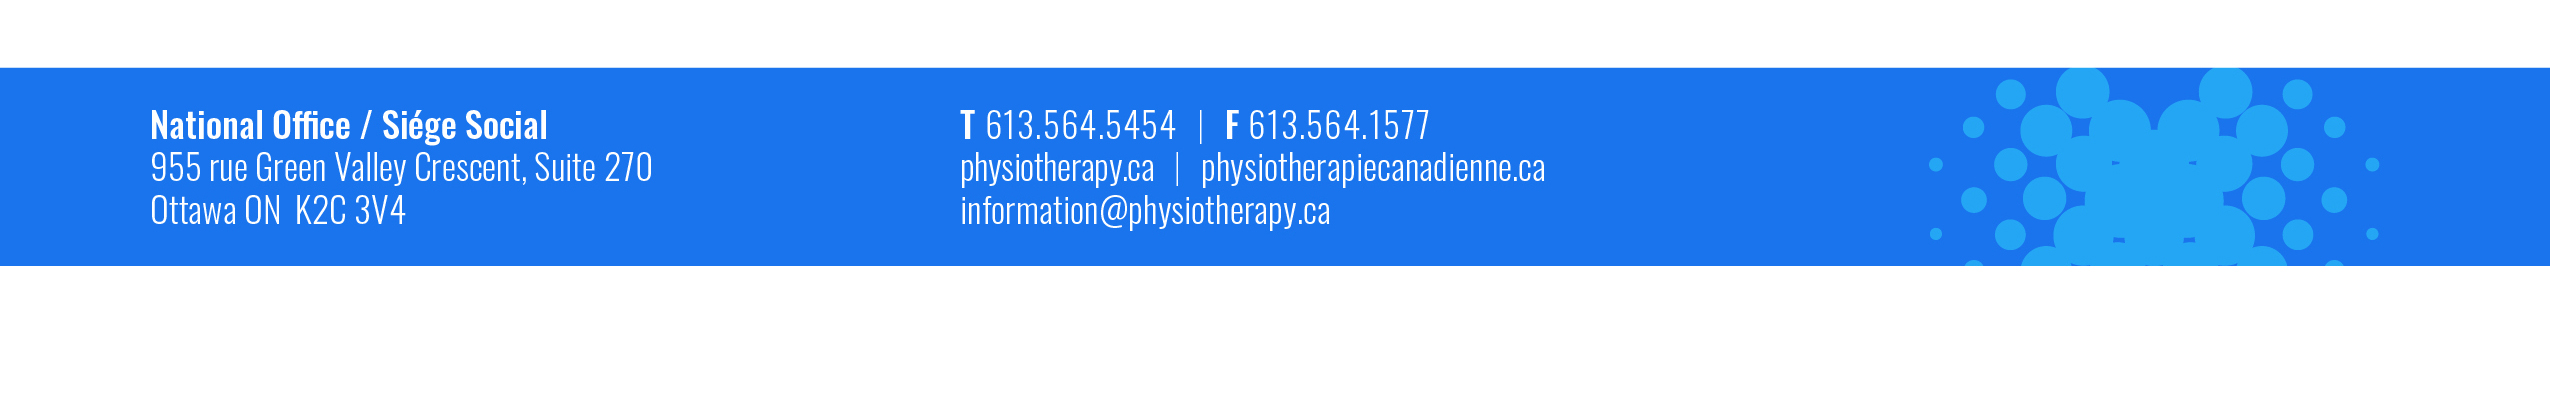 National Office / Siége Social
955 rue Green Valley Crescent, Suite 270
Ottawa ON  K2C 3V4
T 613.564.5454 | F 613.564.1577
physiotherapy.ca | physiotherapiecanadienne.ca
information@physiotherapy.ca